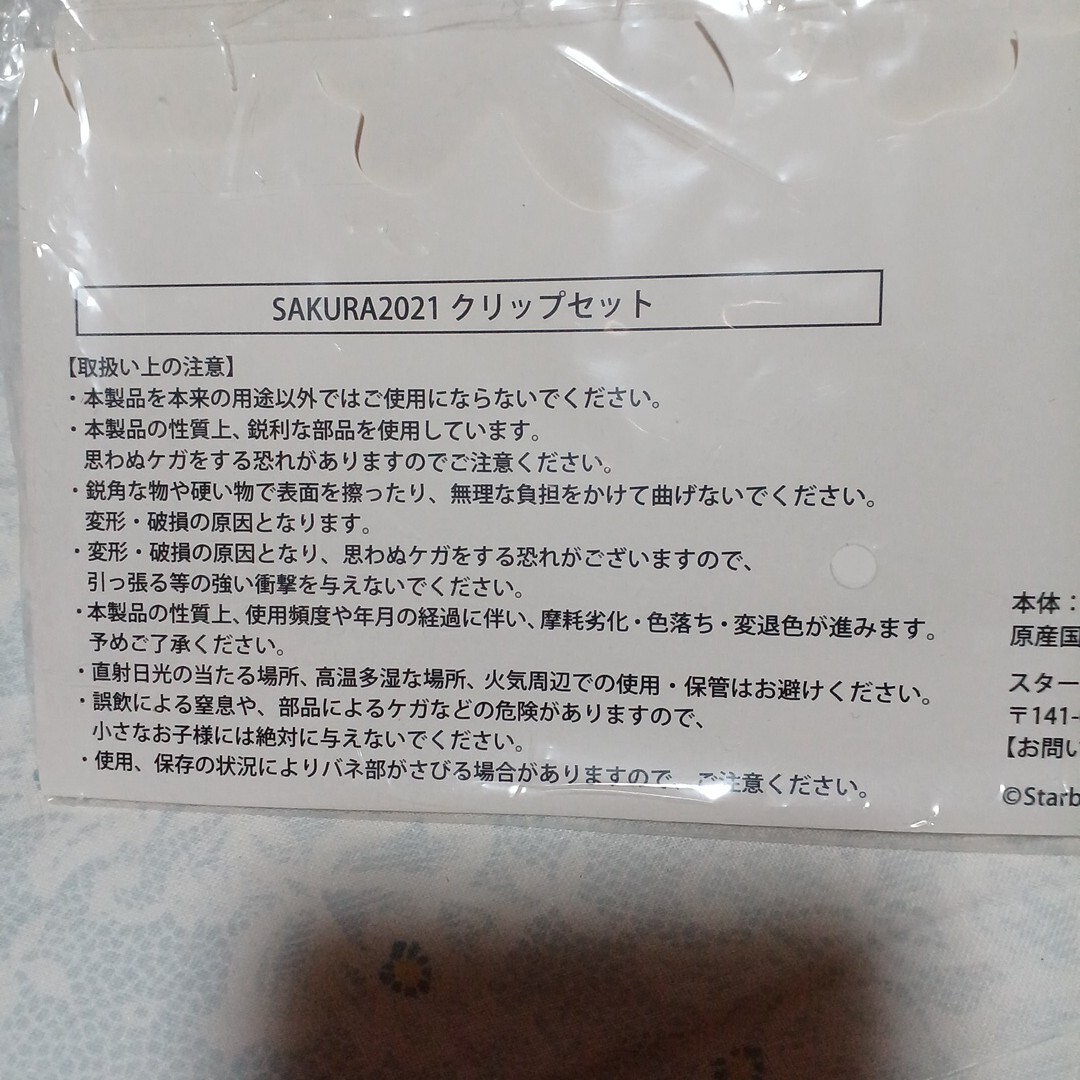 SAKURA2021 クリップセット
【取扱い上の注意】
・本製品を本来の用途以外ではご使用にならないでください。
・本製品の性質上、鋭利な部品を使用しています。
思わぬケガをする恐れがありますのでご注意ください。
・鋭角な物や硬い物で表面を擦ったり、無理な負担をかけて曲げないでください。
変形・破損の原因となります。
・変形・破損の原因となり、思わぬケガをする恐れがございますので、
引っ張る等の強い衝撃を与えないでください。
・本製品の性質上、使用頻度や年月の経過に伴い、摩耗劣化・色落ち・変退色が進みます。
予めご了承ください。
・直射日光の当たる場所、高温多湿な場所、火気周辺での使用・保管はお避けください。
・誤飲による窒息や、部品によるケガなどの危険がありますので、
小さなお子様には絶対に与えないでください。
・使用、保存の状況によりバネ部がさびる場合がありますので、ご注意ください。
本体：
原産国
スター
〒141-
【お問い
©Starb